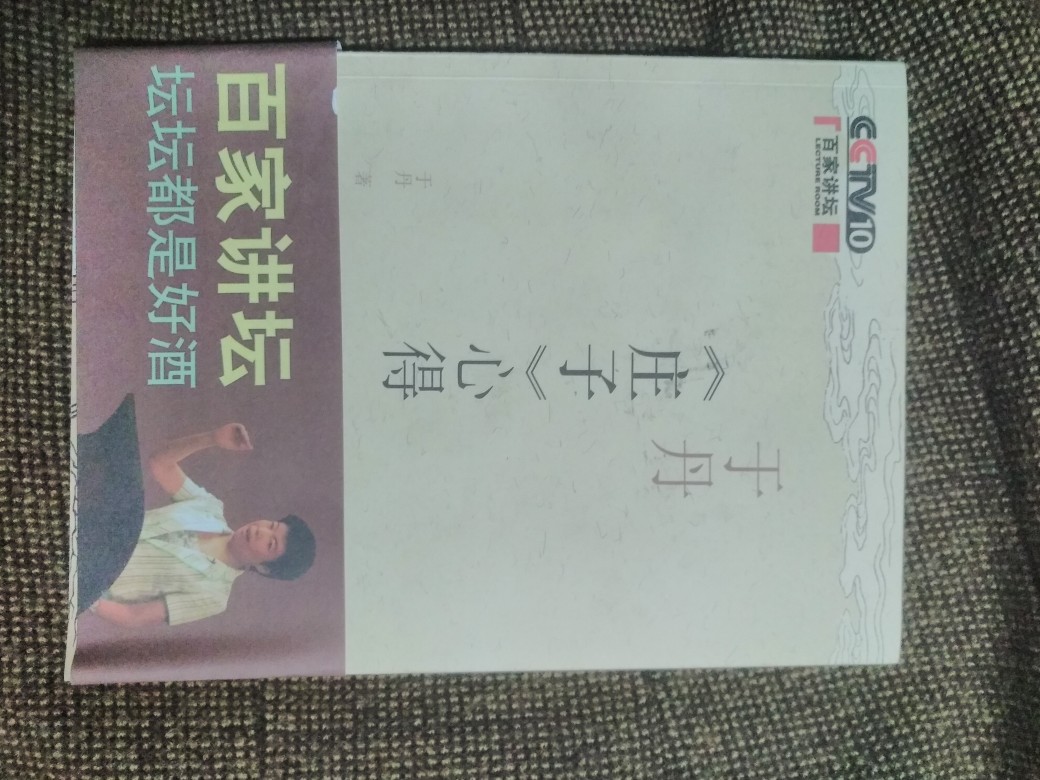 CCTV10
百家讲坛
LECTURE ROOM
于丹
《庄子》心得
于丹 著
百家讲坛
坛坛都是好酒